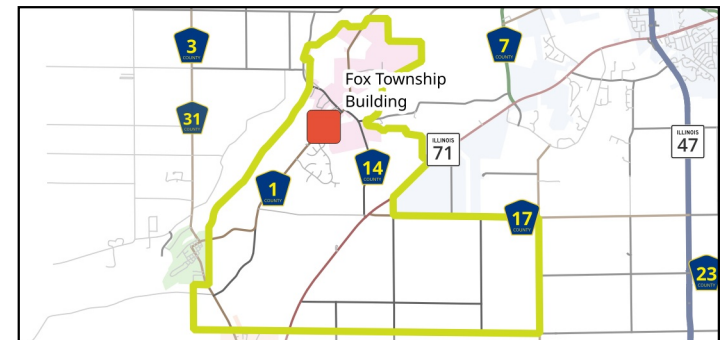 3
COUNTY
7
COUNTY
Fox Township
Building
31
COUNTY
ILLINOIS
71
ILLINOIS
47
14
COUNTY
1
COUNTY
17
COUNTY
23
COUNTY